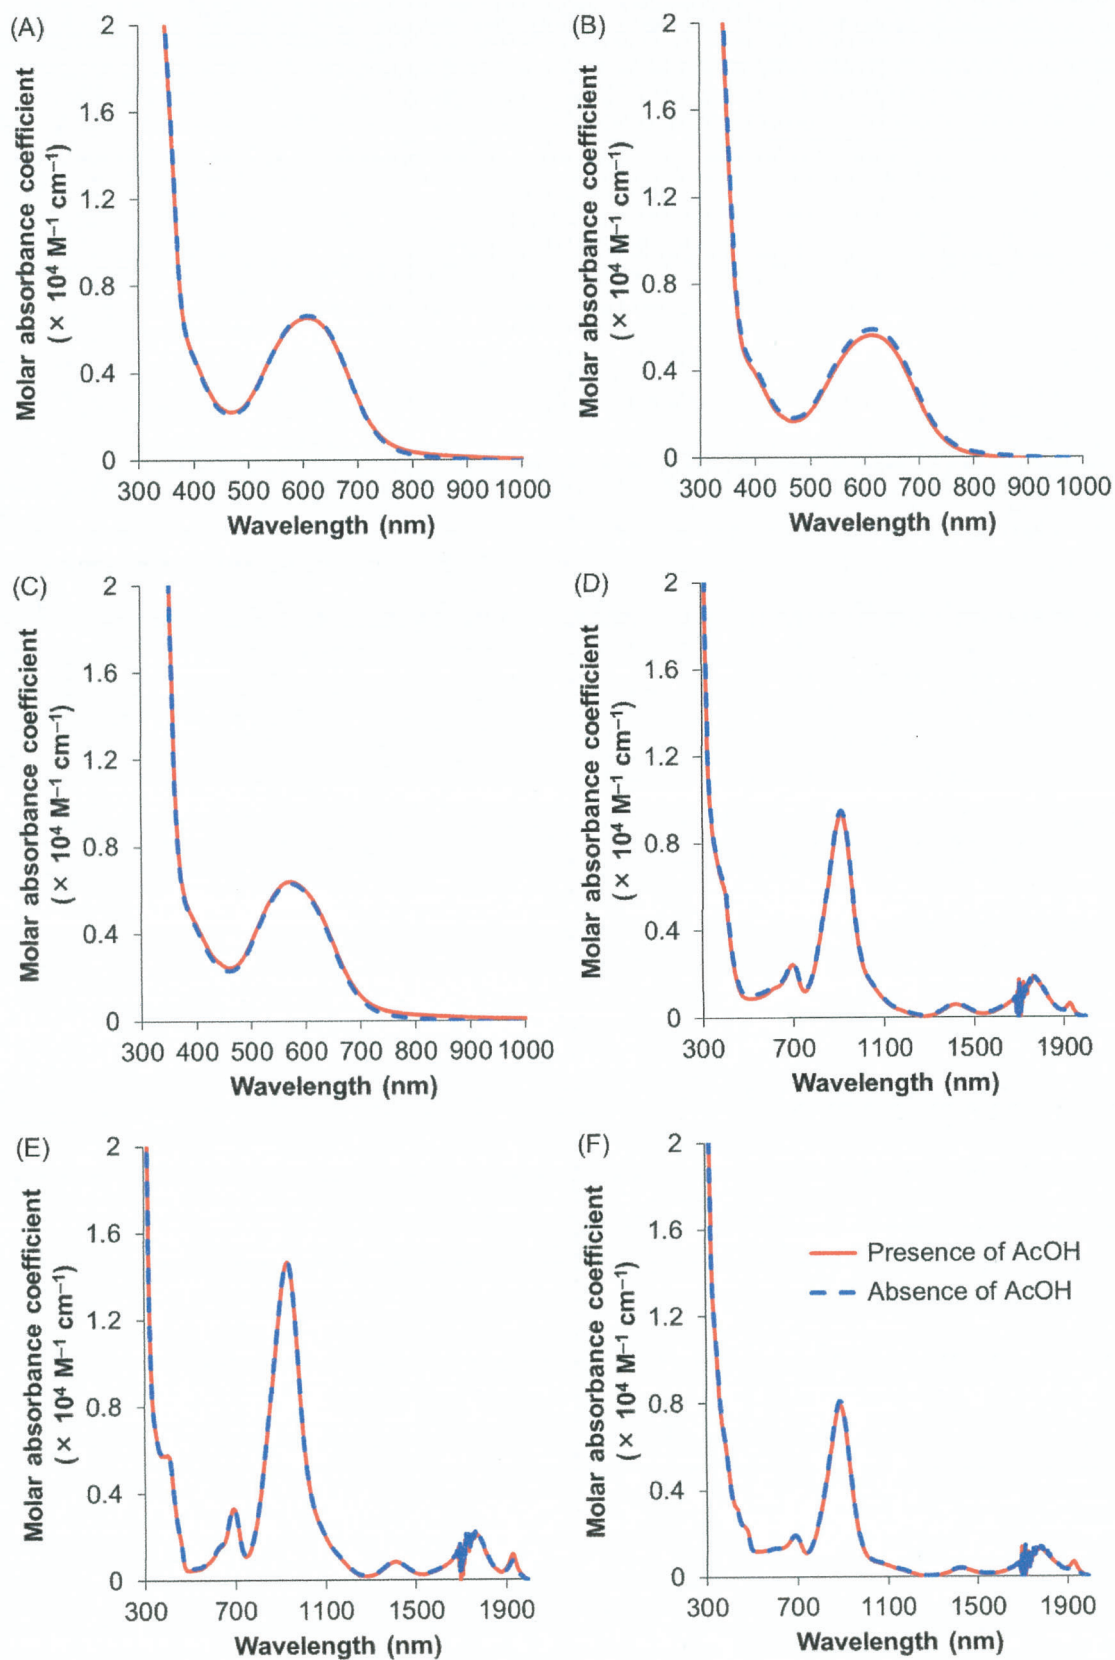 (A)
Molar absorbance coefficient
(× 10⁴ M⁻¹ cm⁻¹)
2
1.6
1.2
0.8
0.4
0
300 400 500 600 700 800 900 1000
Wavelength (nm)
(B)
Molar absorbance coefficient
(× 10⁴ M⁻¹ cm⁻¹)
2
1.6
1.2
0.8
0.4
0
300 400 500 600 700 800 900 1000
Wavelength (nm)
(C)
Molar absorbance coefficient
(× 10⁴ M⁻¹ cm⁻¹)
2
1.6
1.2
0.8
0.4
0
300 400 500 600 700 800 900 1000
Wavelength (nm)
(D)
Molar absorbance coefficient
(× 10⁴ M⁻¹ cm⁻¹)
2
1.6
1.2
0.8
0.4
0
300 700 1100 1500 1900
Wavelength (nm)
(E)
Molar absorbance coefficient
(× 10⁴ M⁻¹ cm⁻¹)
2
1.6
1.2
0.8
0.4
0
300 700 1100 1500 1900
Wavelength (nm)
(F)
Molar absorbance coefficient
(× 10⁴ M⁻¹ cm⁻¹)
2
1.6
1.2
0.8
0.4
0
Presence of AcOH
Absence of AcOH
300 700 1100 1500 1900
Wavelength (nm)